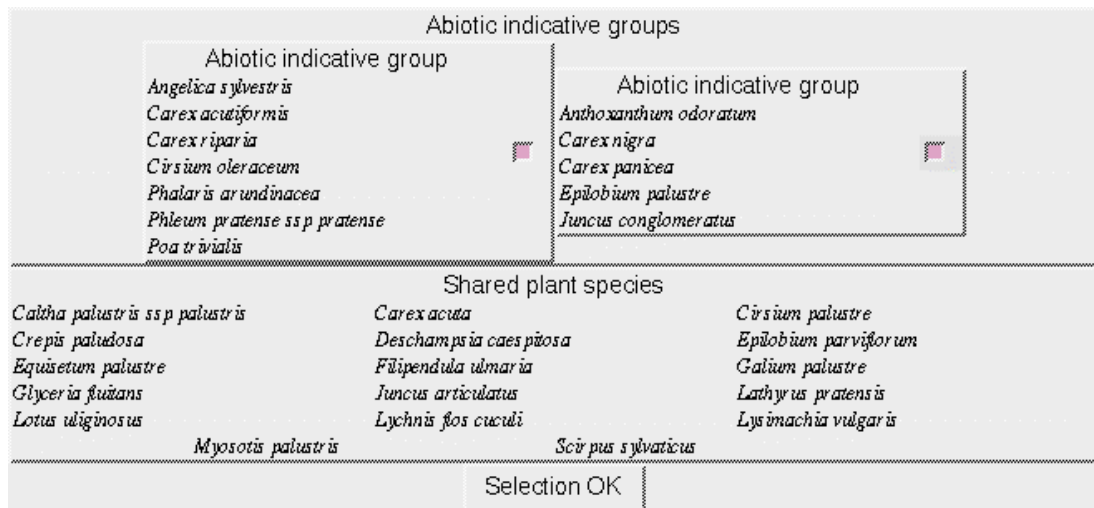 Abiotic indicative groups
Abiotic indicative group
Angelica sylvestris
Carex acutiformis
Carex riparia
Cirsium oleraceum
Phalaris arundinacea
Phleum pratense ssp pratense
Poa trivialis
Abiotic indicative group
Anthoxanthum odoratum
Carex nigra
Carex panicea
Epilobium palustre
Juncus conglomeratus
Shared plant species
Caltha palustris ssp palustris Carex acuta Cirsium palustre
Crepis paludosa Deschampsia caespitosa Epilobium parviflorum
Equisetum palustre Filipendula ulmaria Galium palustre
Glyceria fluitans Juncus articulatus Lathyrus pratensis
Lotus uliginosus Lychnis flos cuculi Lysimachia vulgaris
Myosotis palustris Scirpus sylvaticus
Selection OK